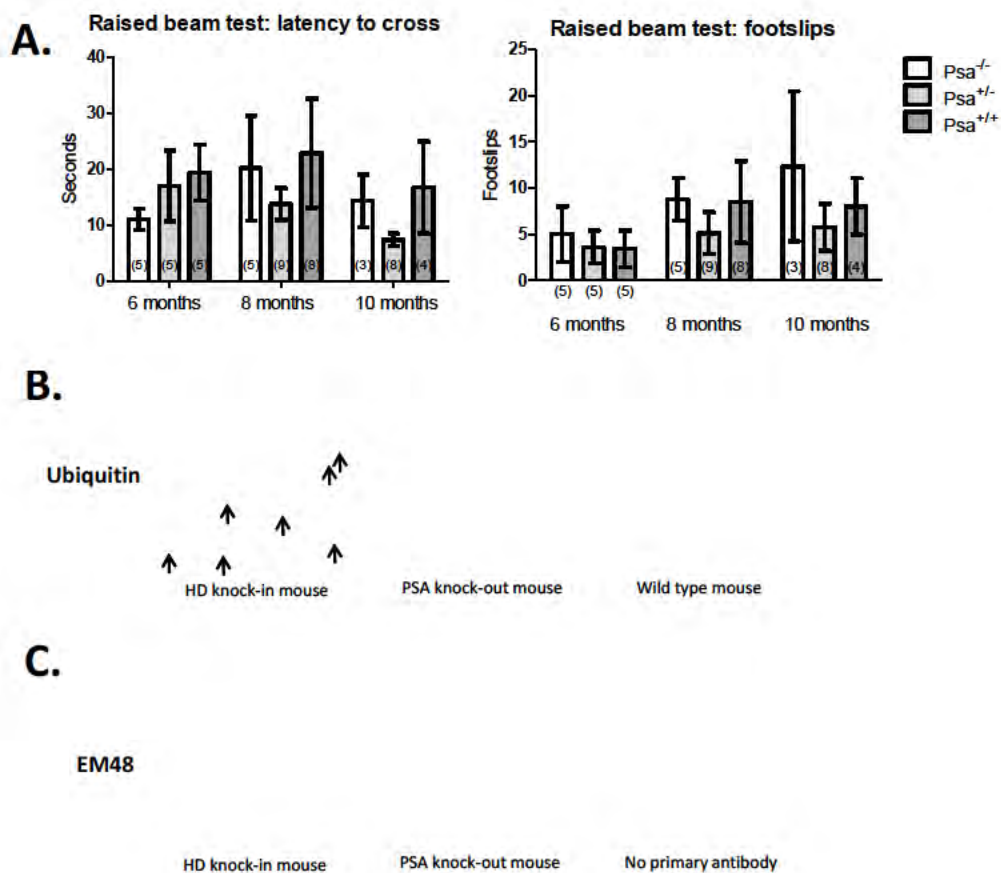 A.
Raised beam test: latency to cross
Seconds
40
30
20
10
0
(5) (5) (5) (5) (9) (8) (3) (8) (4)
6 months 8 months 10 months
Raised beam test: footslips
Footslips
25
20
15
10
5
0
(5) (9) (8) (3) (8) (4)
(5) (5) (5)
6 months 8 months 10 months
Psa-/-
Psa+/-
Psa+/+
B.
Ubiquitin
HD knock-in mouse PSA knock-out mouse Wild type mouse
C.
EM48
HD knock-in mouse PSA knock-out mouse No primary antibody